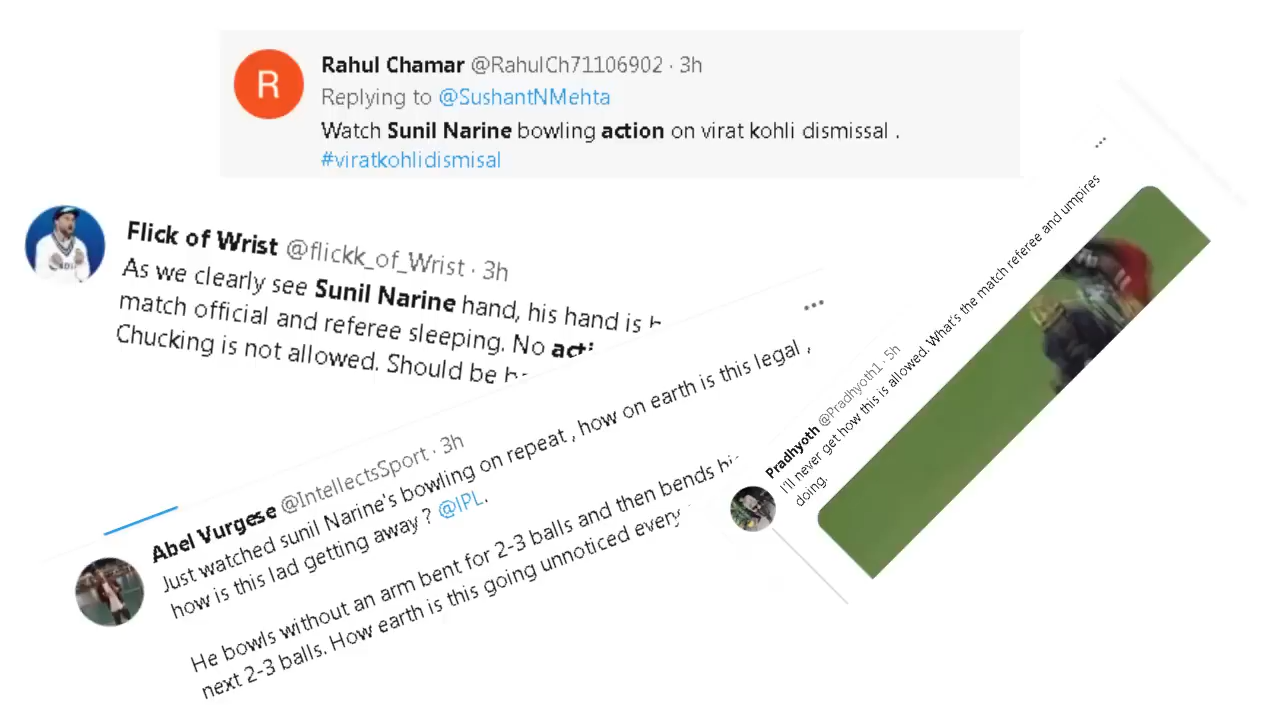 R
Rahul Chamar @RahulCh71106902 · 3h
Replying to @SushantNMehta
Watch Sunil Narine bowling action on virat kohli dismissal .
#viratkohlidismisal
Flick of Wrist @flickk_of_Wrist · 3h
As we clearly see Sunil Narine hand, his hand is
match official and referee sleeping. No
Chucking is not allowed. Should be
Abel Vurgese @IntellectsSport · 3h
Just watched sunil Narine's bowling on repeat , how on earth is this legal ,
how is this lad getting away ? @IPL.
He bowls without an arm bent for 2-3 balls and then bends
next 2-3 balls. How earth is this going unnoticed every
Pradhyoth @Pradhyoth1 · 5h
I'll never get how this is allowed. What's the match referee and umpires
doing.